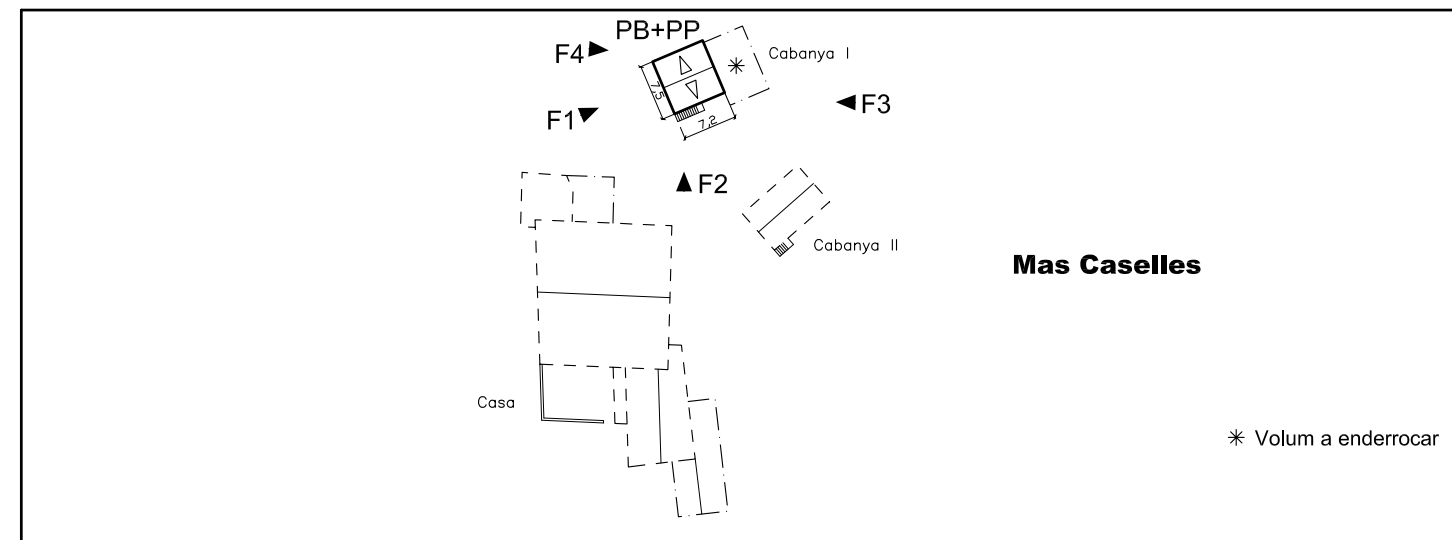 PB+PP
F4
Cabanya I
7,5
F3
F1
7,2
F2
Cabanya II
Mas Caselles
Casa
✳ Volum a enderrocar